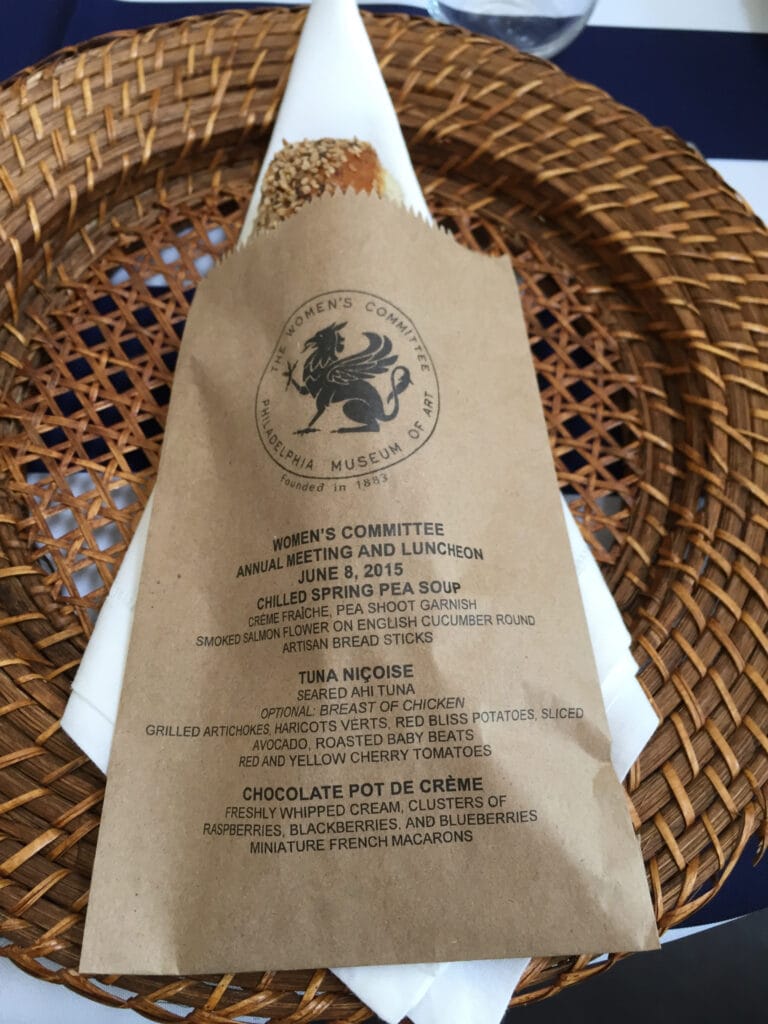 THE WOMEN'S COMMITTEE
PHILADELPHIA MUSEUM OF ART
founded in 1883
WOMEN'S COMMITTEE
ANNUAL MEETING AND LUNCHEON
JUNE 8, 2015
CHILLED SPRING PEA SOUP
CRÈME FRAÎCHE, PEA SHOOT GARNISH
SMOKED SALMON FLOWER ON ENGLISH CUCUMBER ROUND
ARTISAN BREAD STICKS
TUNA NIÇOISE
SEARED AHI TUNA
OPTIONAL: BREAST OF CHICKEN
GRILLED ARTICHOKES, HARICOTS VERTS, RED BLISS POTATOES, SLICED
AVOCADO, ROASTED BABY BEATS
RED AND YELLOW CHERRY TOMATOES
CHOCOLATE POT DE CRÈME
FRESHLY WHIPPED CREAM, CLUSTERS OF
RASPBERRIES, BLACKBERRIES, AND BLUEBERRIES
MINIATURE FRENCH MACARONS